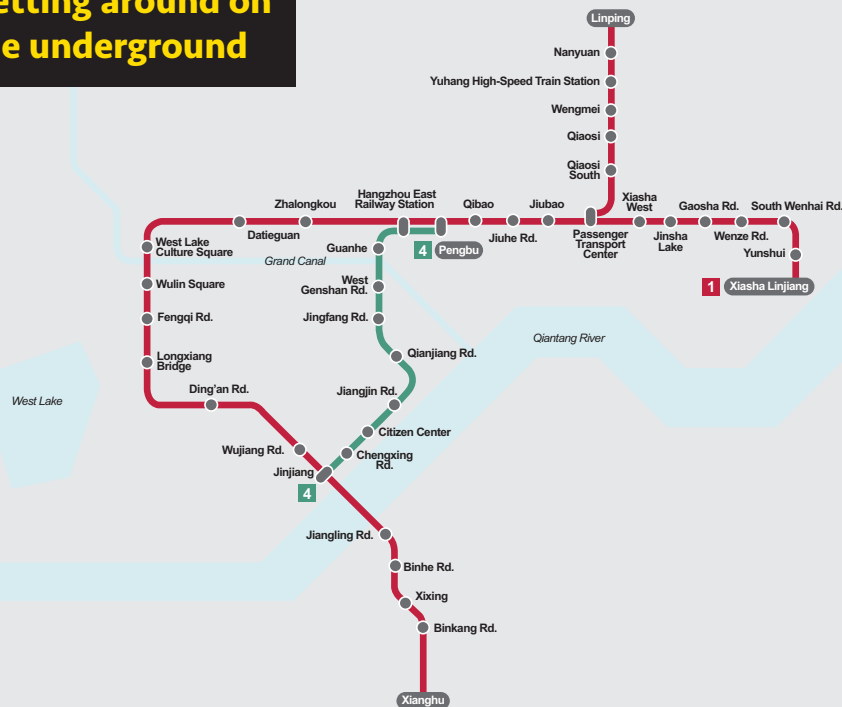 etting around on
e underground
Linping
Nanyuan
Yuhang High-Speed Train Station
Wengmei
Qiaosi
Qiaosi
South
Hangzhou East
Railway Station
Zhalongkou
Datieguan
Qibao
Jiuhe Rd.
Jiubao
Passenger
Transport
Center
Xiasha
West
Jinsha
Lake
Gaosha Rd.
Wenze Rd.
South Wenhai Rd.
Yunshui
1 Xiasha Linjiang
4 Pengbu
West Lake
Culture Square
Grand Canal
Guanhe
Wulin Square
West
Genshan Rd.
Fengqi Rd.
Jingfang Rd.
Qiantang River
Longxiang
Bridge
Qianjiang Rd.
West Lake
Ding'an Rd.
Jiangjin Rd.
Citizen Center
Wujiang Rd.
Chengxing
Rd.
Jinjiang
4
Jiangling Rd.
Binhe Rd.
Xixing
Binkang Rd.
Xianghu